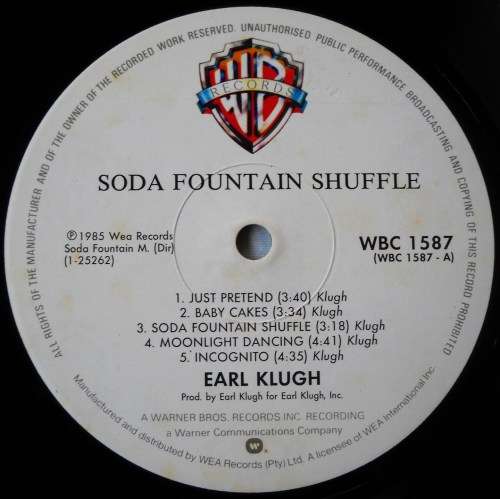 ALL RIGHTS OF THE MANUFACTURER AND OF THE OWNER OF THE RECORDED WORK RESERVED. UNAUTHORISED PUBLIC PERFORMANCE BROADCASTING AND COPYING OF THIS RECORD PROHIBITED
WB
RECORDS
SODA FOUNTAIN SHUFFLE
℗ 1985 Wea Records
Soda Fountain M. (Dir)
(1-25262)
WBC 1587
(WBC 1587 - A)
1. JUST PRETEND (3:40) Klugh
2. BABY CAKES (3:34) Klugh
3. SODA FOUNTAIN SHUFFLE (3:18) Klugh
4. MOONLIGHT DANCING (4:41) Klugh
5. INCOGNITO (4:35) Klugh
EARL KLUGH
Prod. by Earl Klugh for Earl Klugh, Inc.
A WARNER BROS. RECORDS INC. RECORDING
a Warner Communications Company
Manufactured and distributed by WEA Records (Pty) Ltd. A licensee of WEA International Inc.